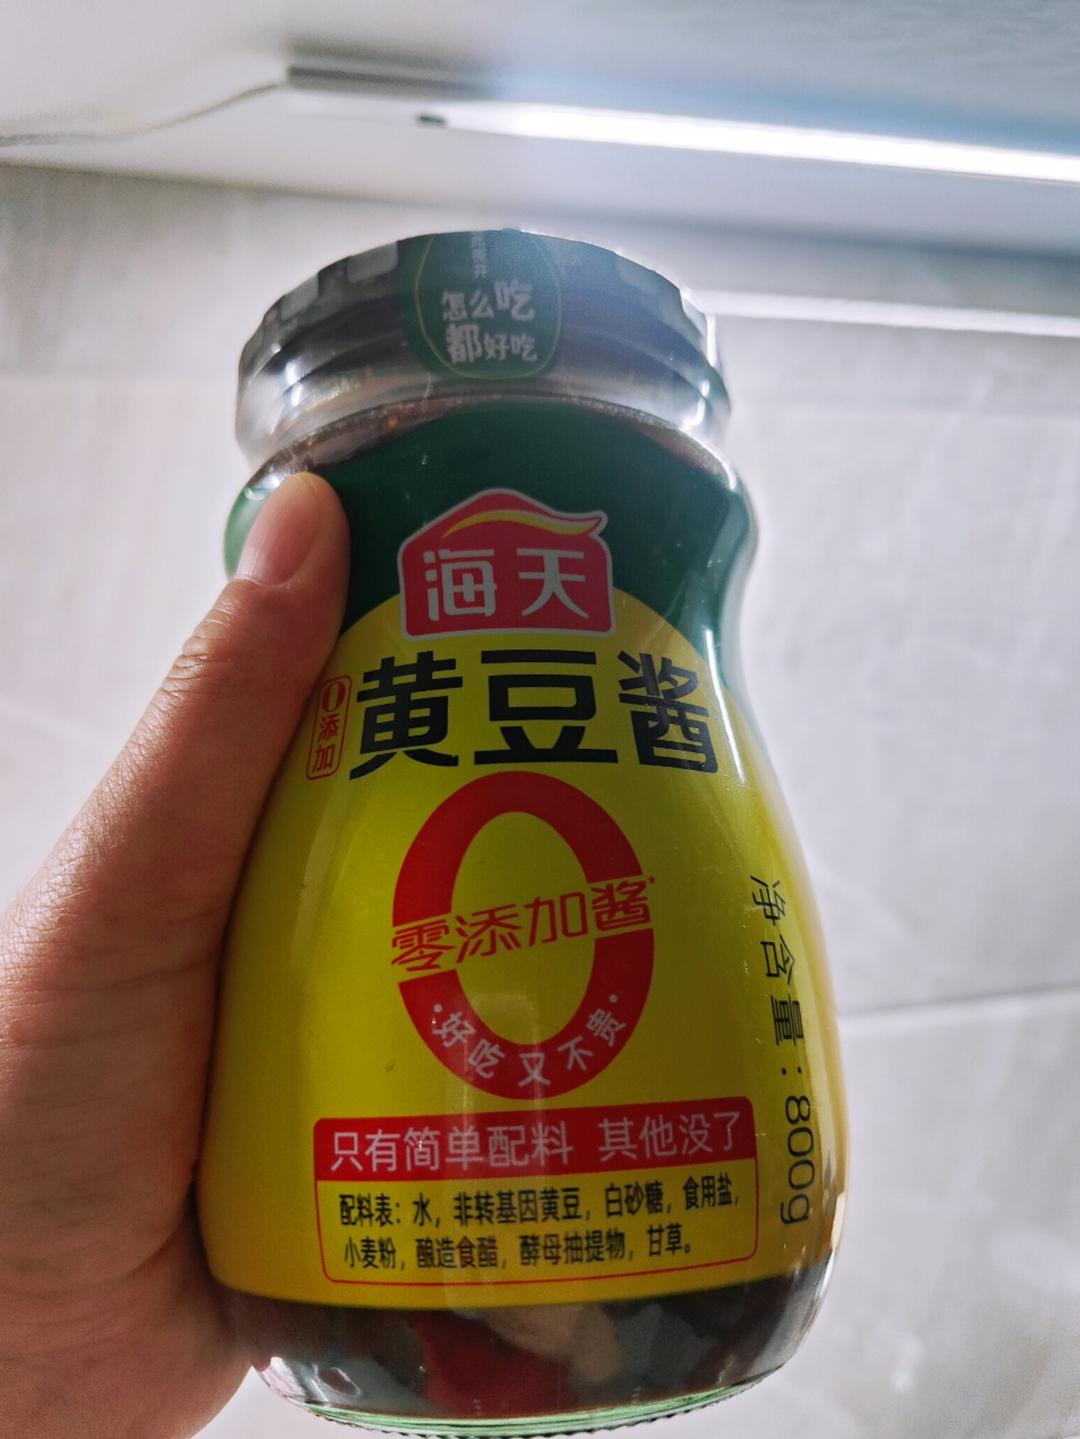 怎么吃
都好吃
海天
0
添
加
黄豆酱
零添加酱*
·好吃又不贵·
只有简单配料 其他没了
配料表：水，非转基因黄豆，白砂糖，食用盐，
小麦粉，酿造食醋，酵母抽提物，甘草。
净含量：800g